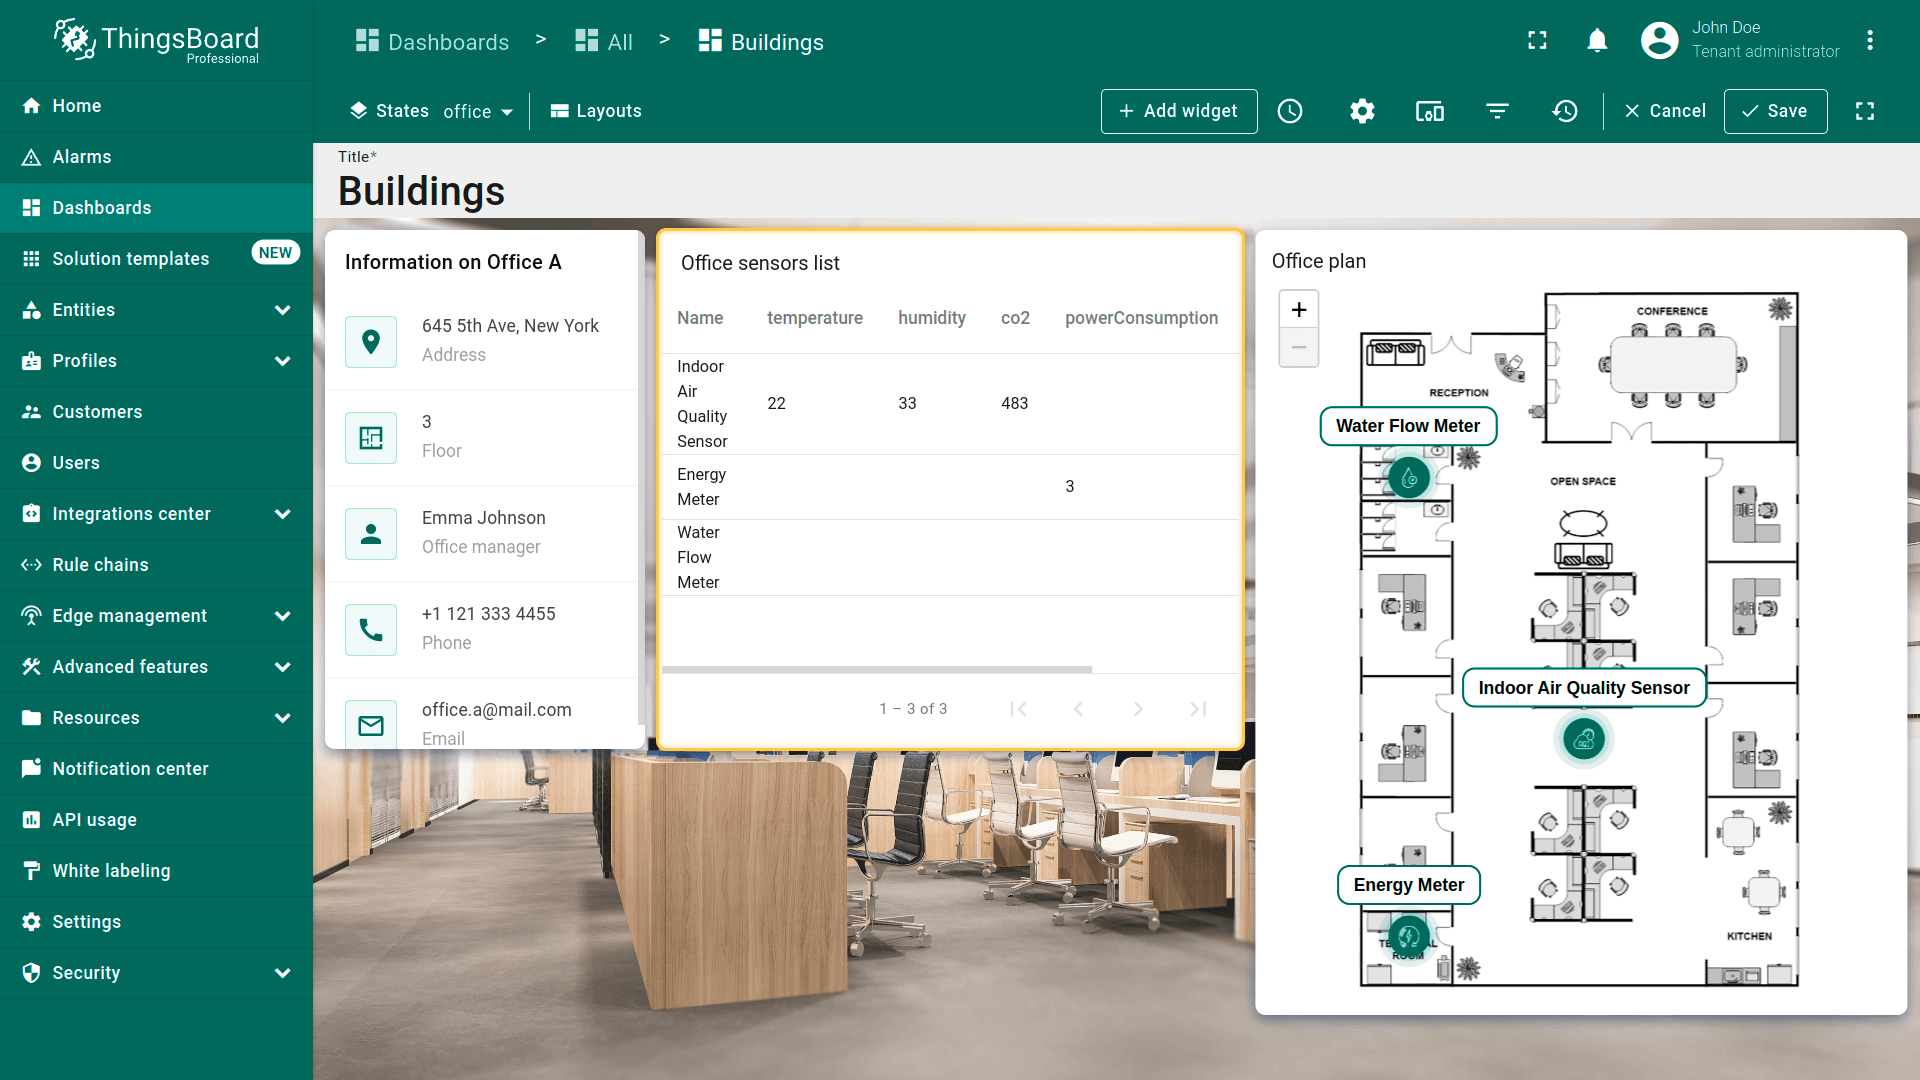 ThingsBoard
Professional
Home
Alarms
Dashboards
Solution templates
NEW
Entities
Profiles
Customers
Users
Integrations center
Rule chains
Edge management
Advanced features
Resources
Notification center
API usage
White labeling
Settings
Security
Dashboards > All > Buildings
John Doe
Tenant administrator
States office
Layouts
+ Add widget
Cancel
Save
Title*
Buildings
Information on Office A
645 5th Ave, New York
Address
3
Floor
Emma Johnson
Office manager
+1 121 333 4455
Phone
office.a@mail.com
Email
Office sensors list
Name temperature humidity co2 powerConsumption
Indoor
Air
Quality
Sensor
22 33 483
Energy
Meter
3
Water
Flow
Meter
1 – 3 of 3
Office plan
+
−
CONFERENCE
RECEPTION
Water Flow Meter
OPEN SPACE
Indoor Air Quality Sensor
Energy Meter
KITCHEN
ROOM